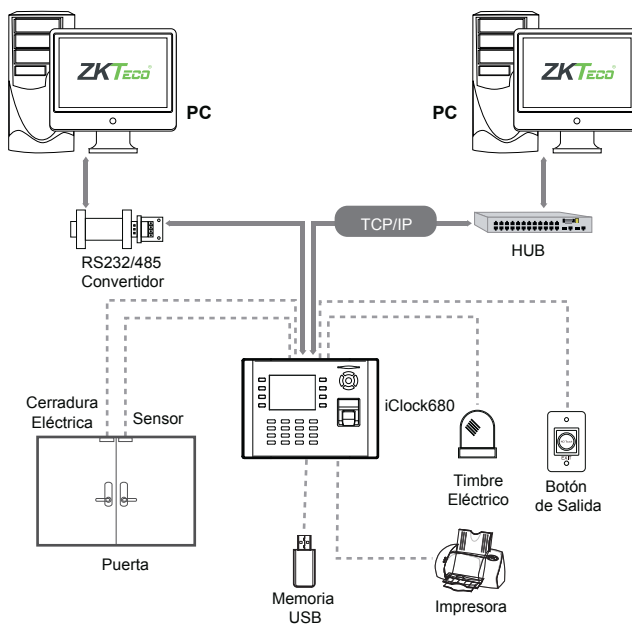 ZKTeco
PC
ZKTeco
PC
TCP/IP
RS232/485
Convertidor
HUB
Cerradura
Eléctrica
Sensor
iClock680
Timbre
Eléctrico
EXIT
Botón
de Salida
Puerta
Memoria
USB
Impresora